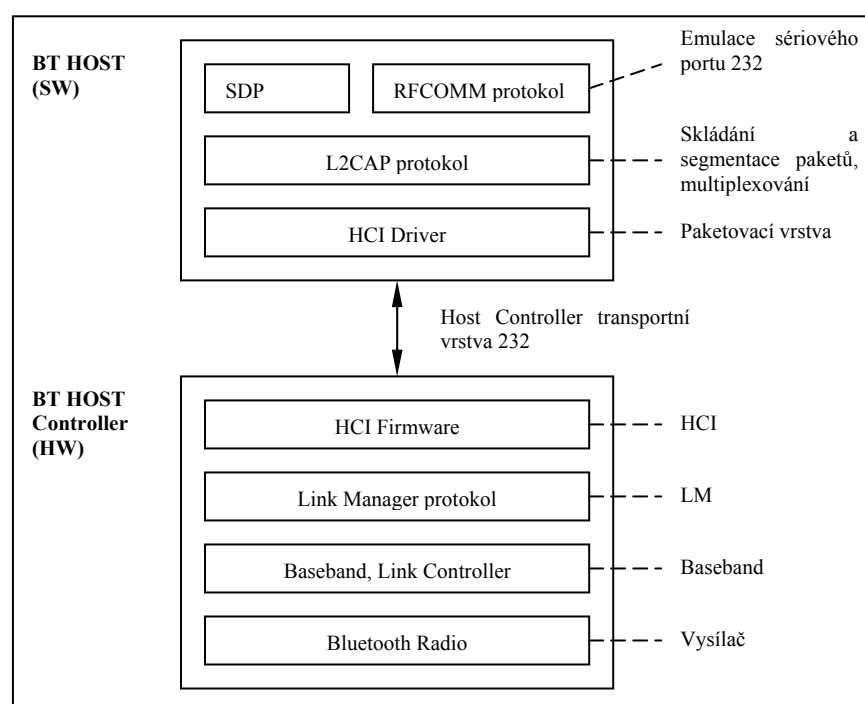 BT HOST
(SW)
SDP
RFCOMM protokol
Emulace sériového
portu 232
L2CAP protokol
Skládání a
segmentace paketů,
multiplexování
HCI Driver
Paketovací vrstva
Host Controller transportní
vrstva 232
BT HOST
Controller
(HW)
HCI Firmware
HCI
Link Manager protokol
LM
Baseband, Link Controller
Baseband
Bluetooth Radio
Vysílač